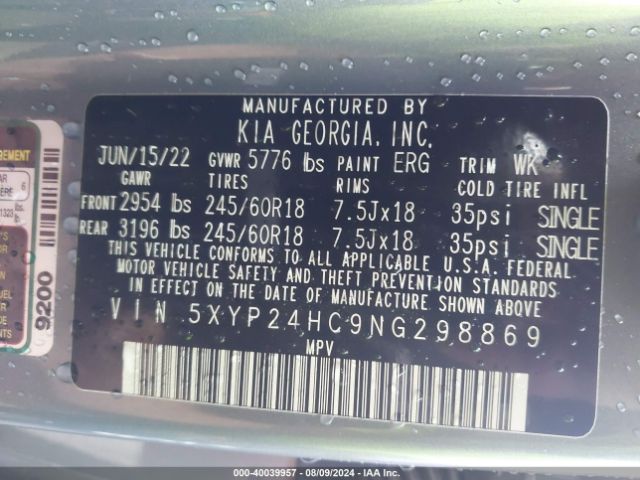 MANUFACTURED BY
KIA GEORGIA, INC.
JUN/15/22 GVWR 5776 lbs PAINT ERG TRIM WK
GAWR TIRES RIMS COLD TIRE INFL
FRONT 2954 lbs 245/60R18 7.5Jx18 35psi SINGLE
REAR 3196 lbs 245/60R18 7.5Jx18 35psi SINGLE
THIS VEHICLE CONFORMS TO ALL APPLICABLE U.S.A. FEDERAL
MOTOR VEHICLE SAFETY AND THEFT PREVENTION STANDARDS
IN EFFECT ON THE DATE OF MANUFACTURE SHOWN ABOVE
VIN 5XYP24HC9NG298869
MPV
9200
000-40039957 - 08/09/2024 - IAA Inc.